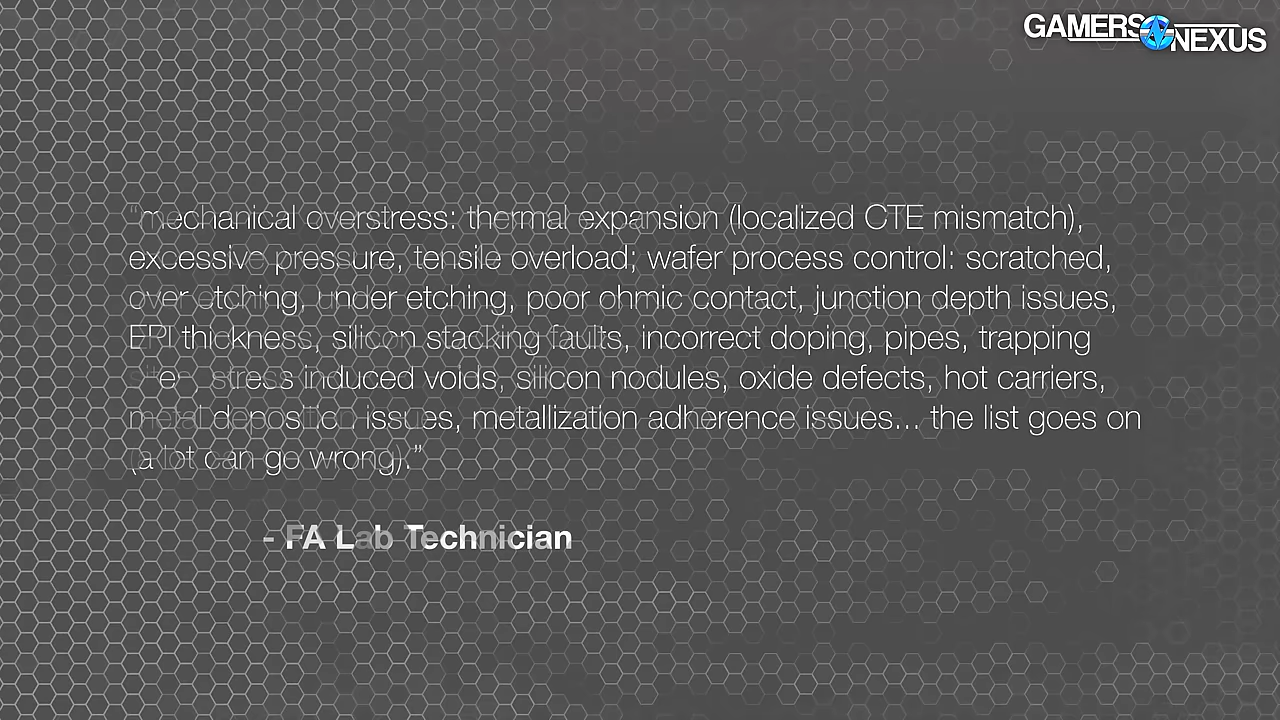 GAMERS NEXUS
“mechanical overstress: thermal expansion (localized CTE mismatch),
excessive pressure, tensile overload; wafer process control: scratched,
over etching, under etching, poor ohmic contact, junction depth issues,
EPI thickness, silicon stacking faults, incorrect doping, pipes, trapping
sites, stress induced voids, silicon nodules, oxide defects, hot carriers,
metal deposition issues, metallization adherence issues... the list goes on
(a lot can go wrong).”
- FA Lab Technician